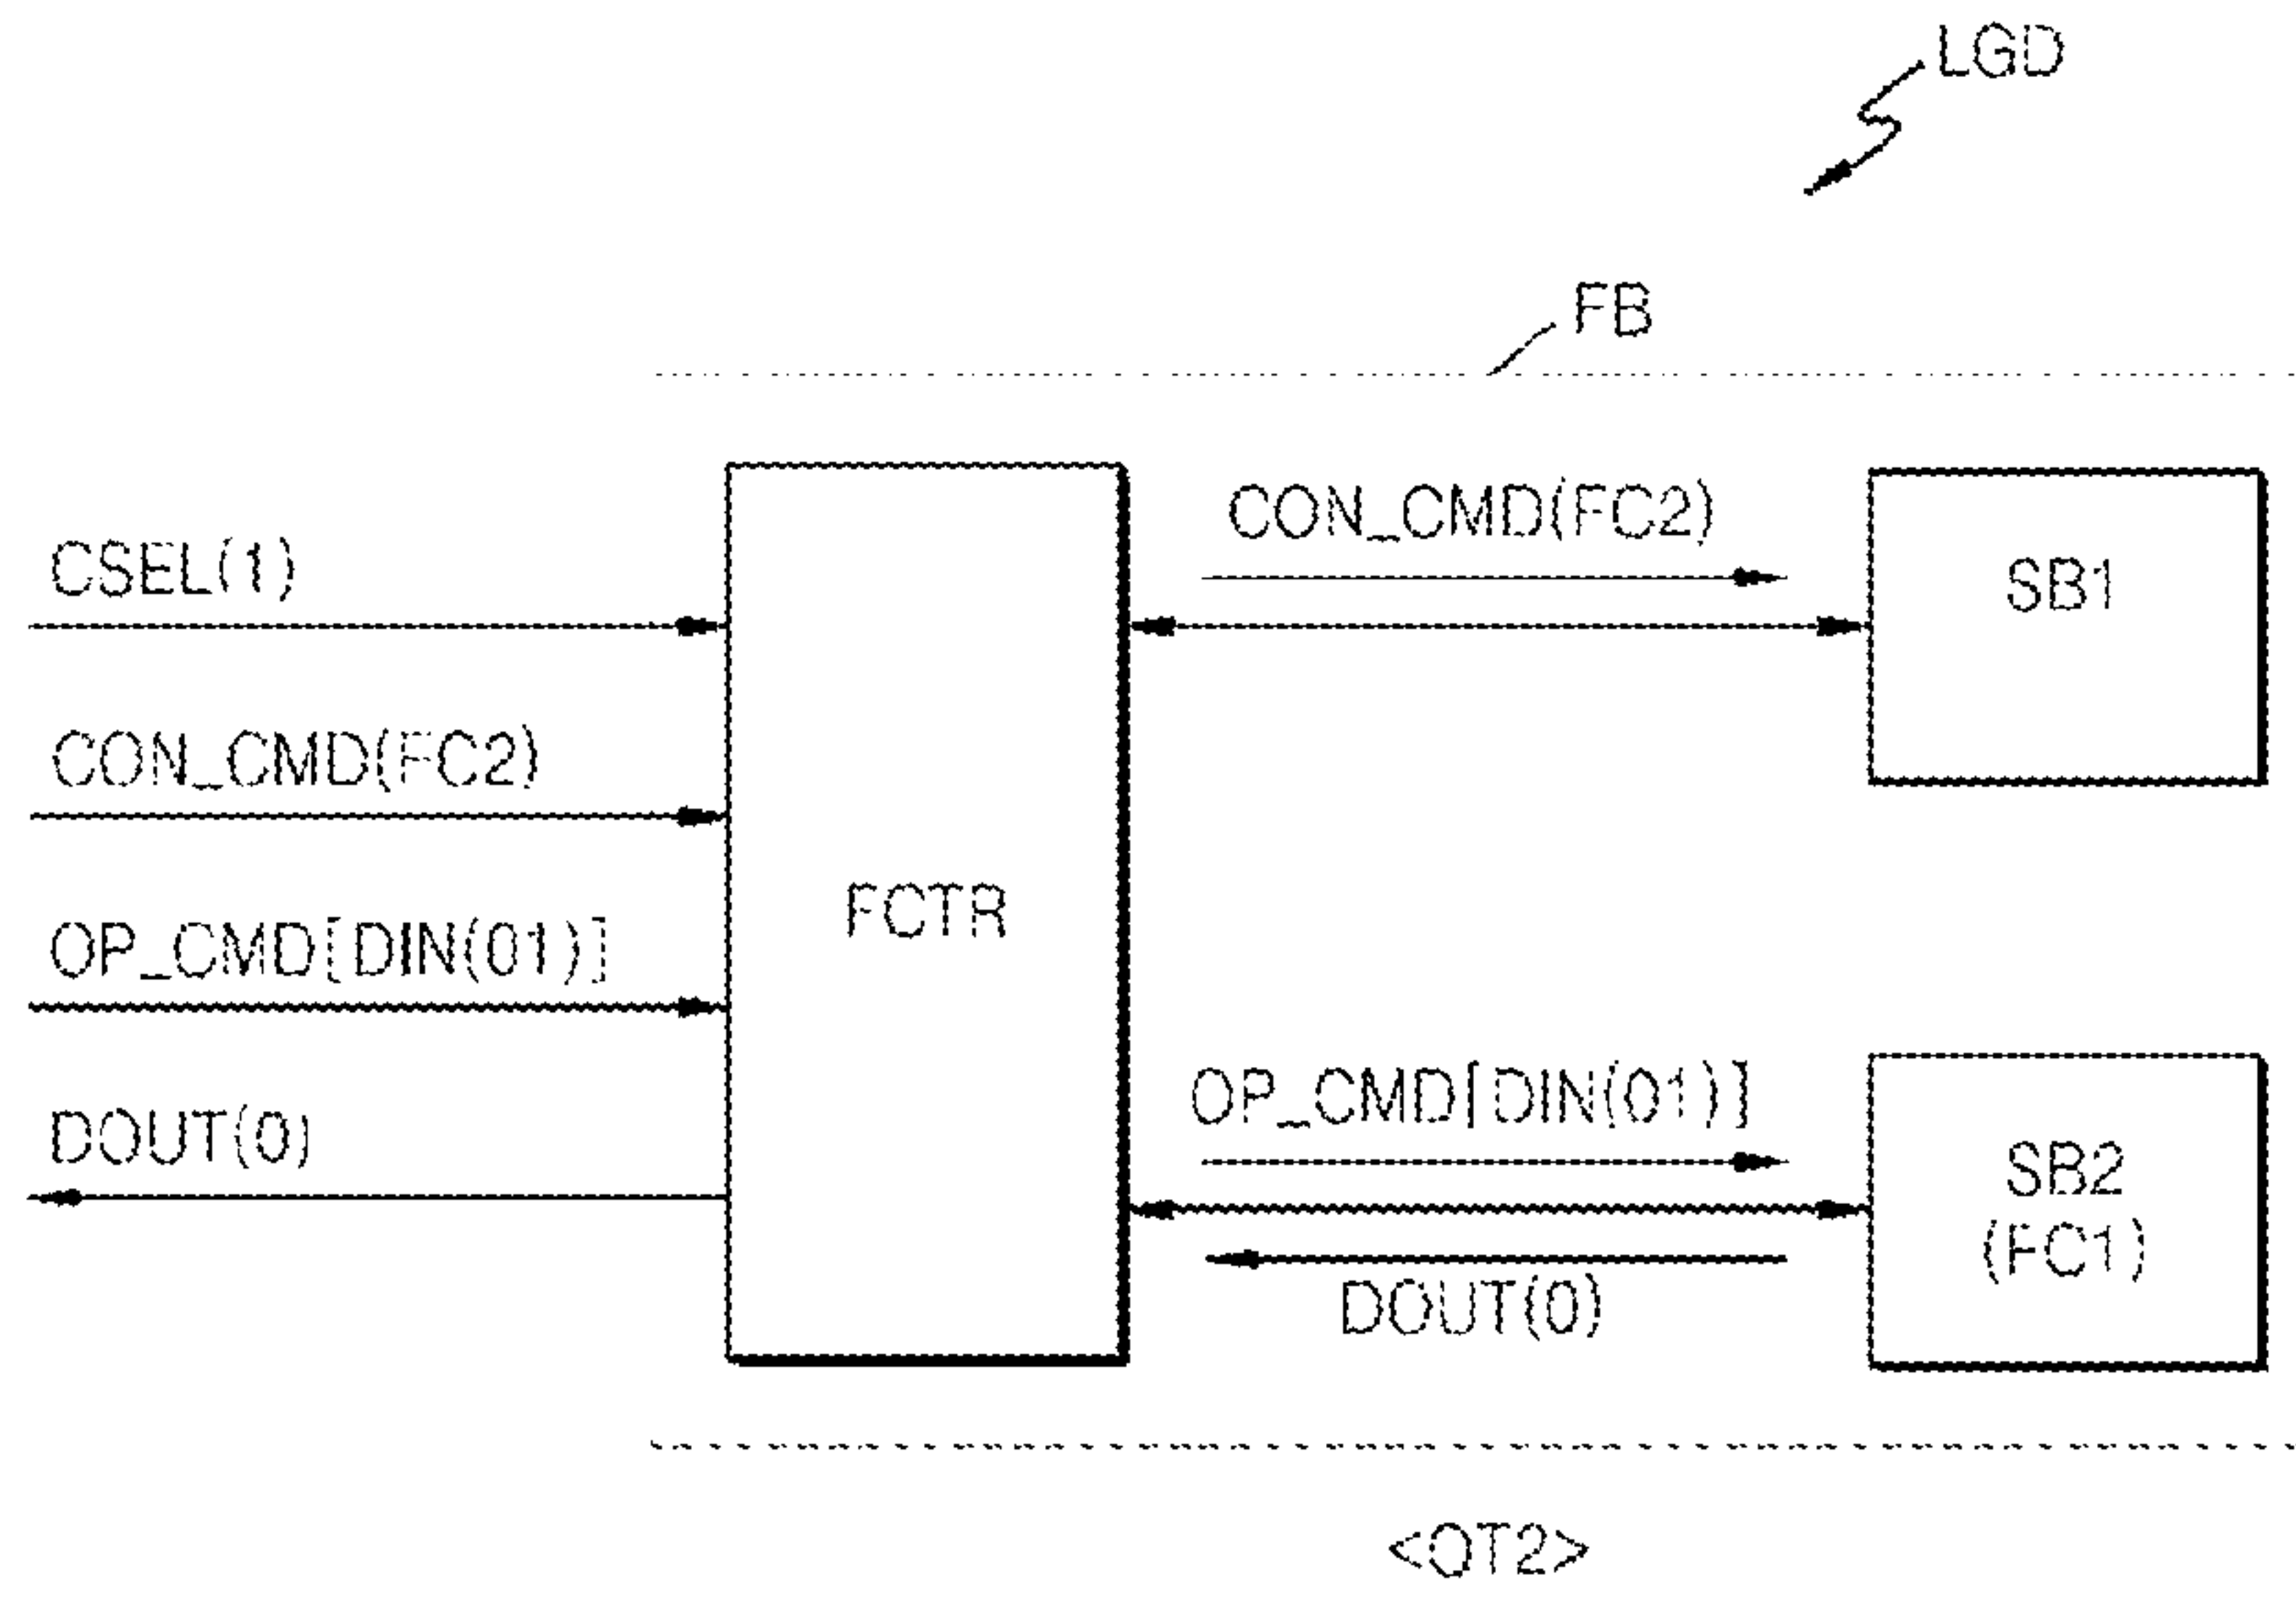 LGD
FB
CSEL(1)
CON_CMD(FC2)
OP_CMD[DIN(01)]
DOUT(0)
FCTR
CON_CMD(FC2)
SB1
OP_CMD[DIN(01)]
DOUT(0)
SB2
(FC1)
<OT2>